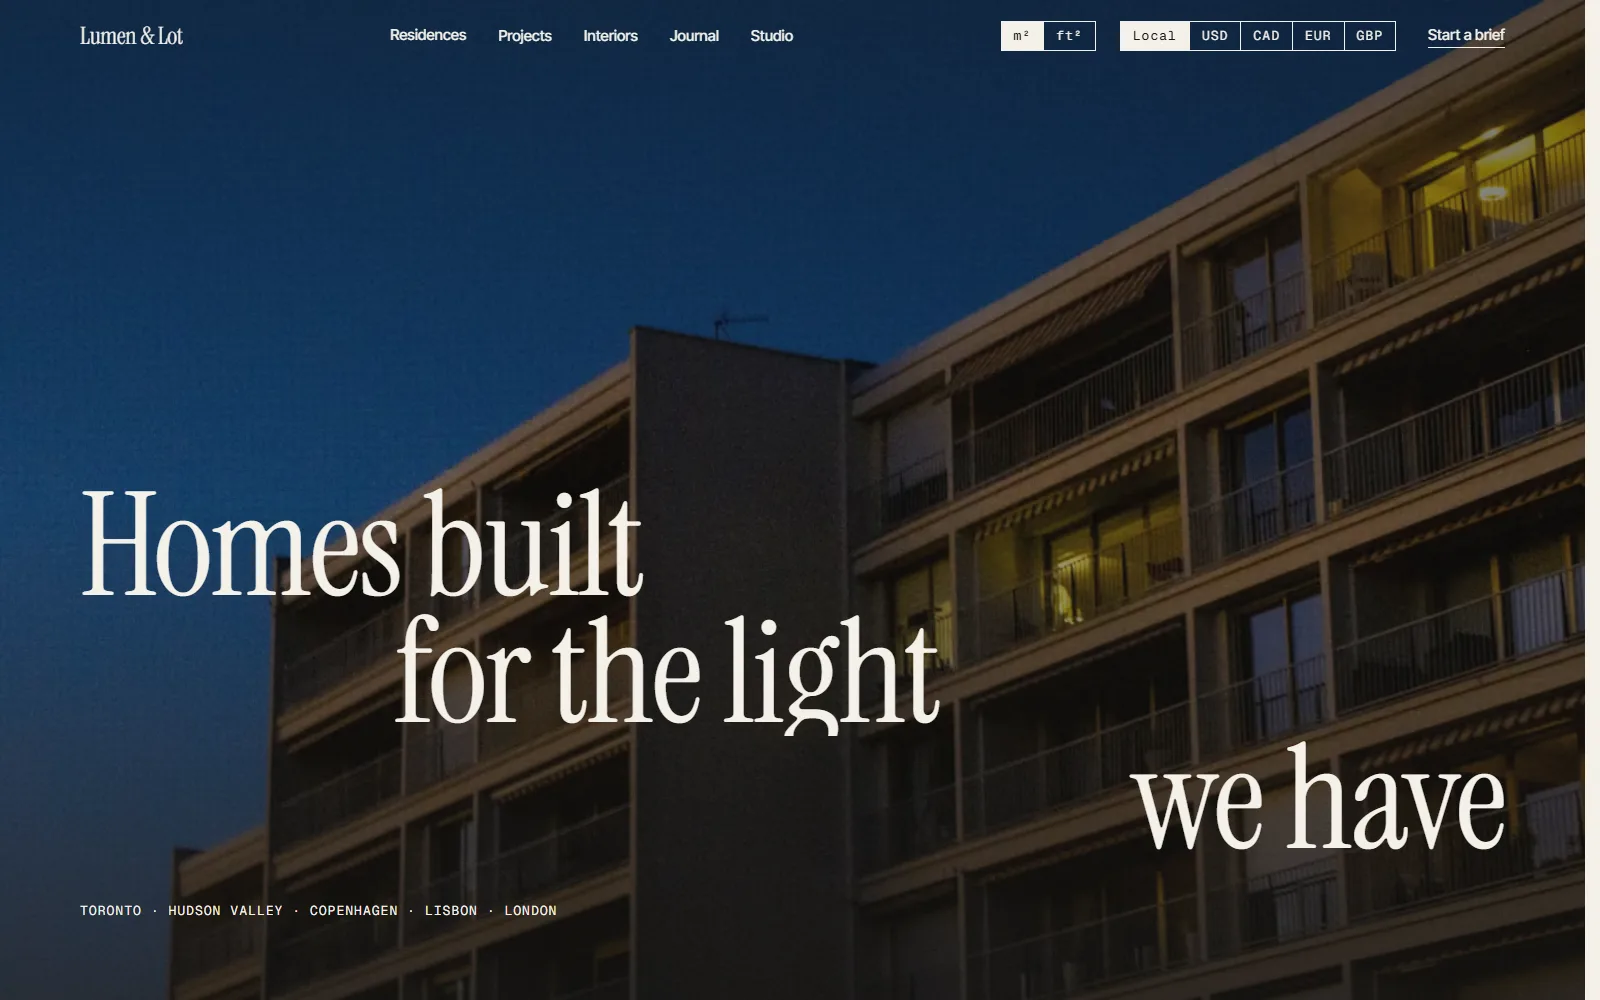 Lumen & Lot
Residences Projects Interiors Journal Studio
m² ft²
Local USD CAD EUR GBP
Start a brief
Homes built
for the light
we have
TORONTO · HUDSON VALLEY · COPENHAGEN · LISBON · LONDON